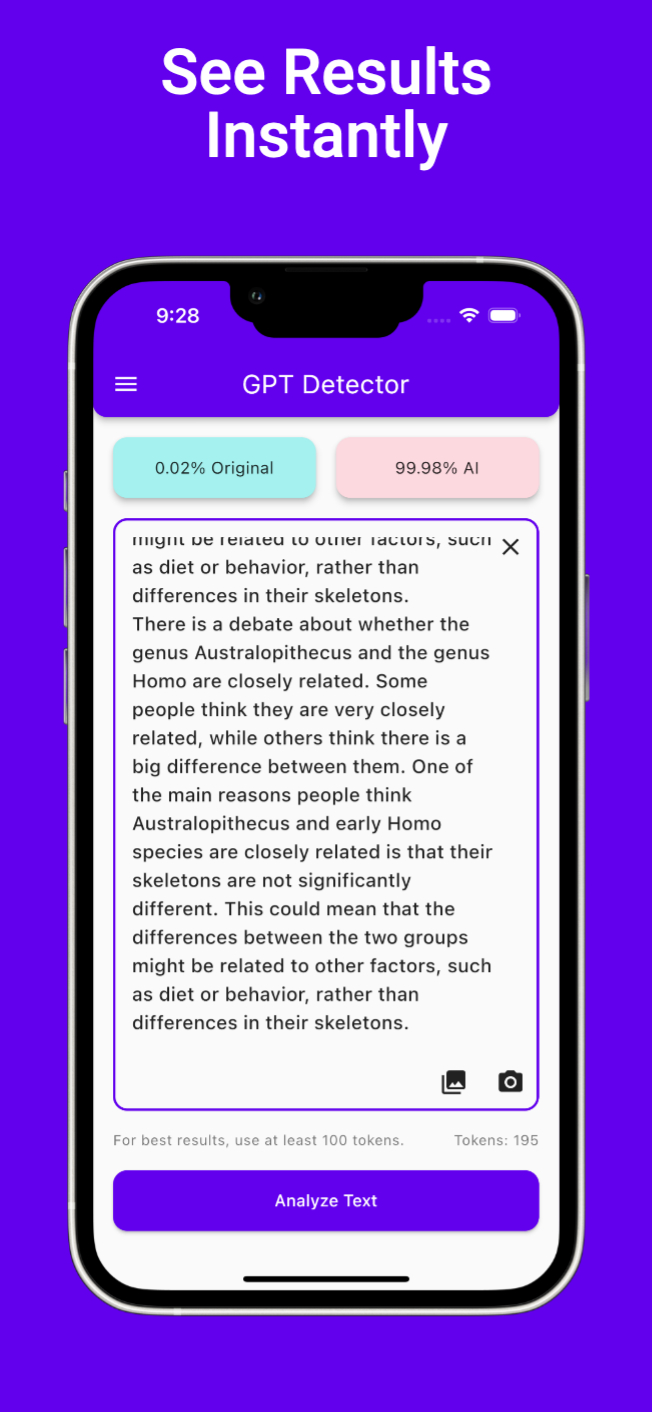 See Results
Instantly
9:28
GPT Detector
0.02% Original
99.98% AI
might be related to other factors, such
as diet or behavior, rather than
differences in their skeletons.
There is a debate about whether the
genus Australopithecus and the genus
Homo are closely related. Some
people think they are very closely
related, while others think there is a
big difference between them. One of
the main reasons people think
Australopithecus and early Homo
species are closely related is that their
skeletons are not significantly
different. This could mean that the
differences between the two groups
might be related to other factors, such
as diet or behavior, rather than
differences in their skeletons.
For best results, use at least 100 tokens.
Tokens: 195
Analyze Text